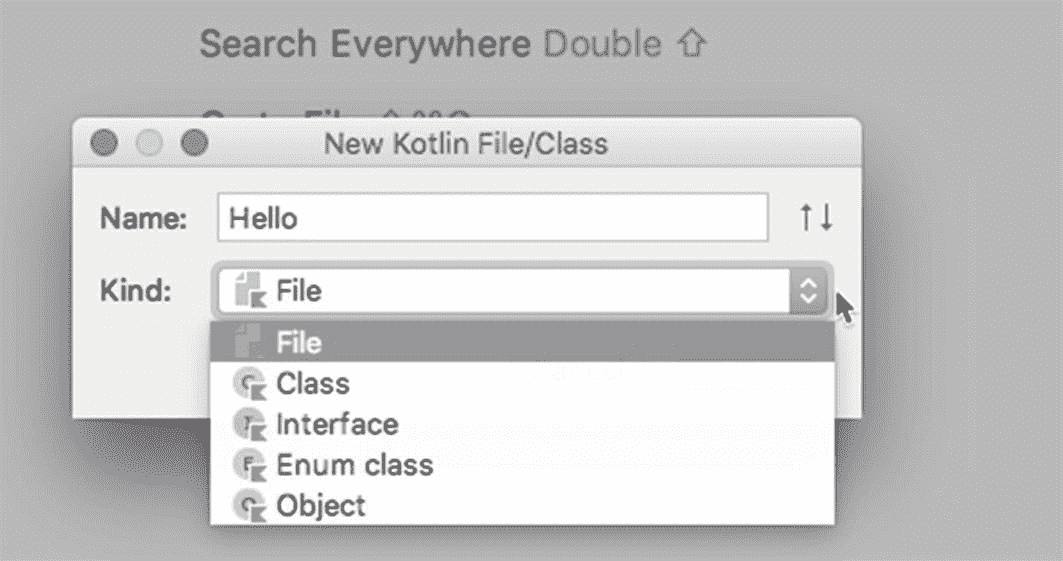 Search Everywhere Double ⇧
New Kotlin File/Class
Name: Hello ↑↓
Kind: File
File
Class
Interface
Enum class
Object